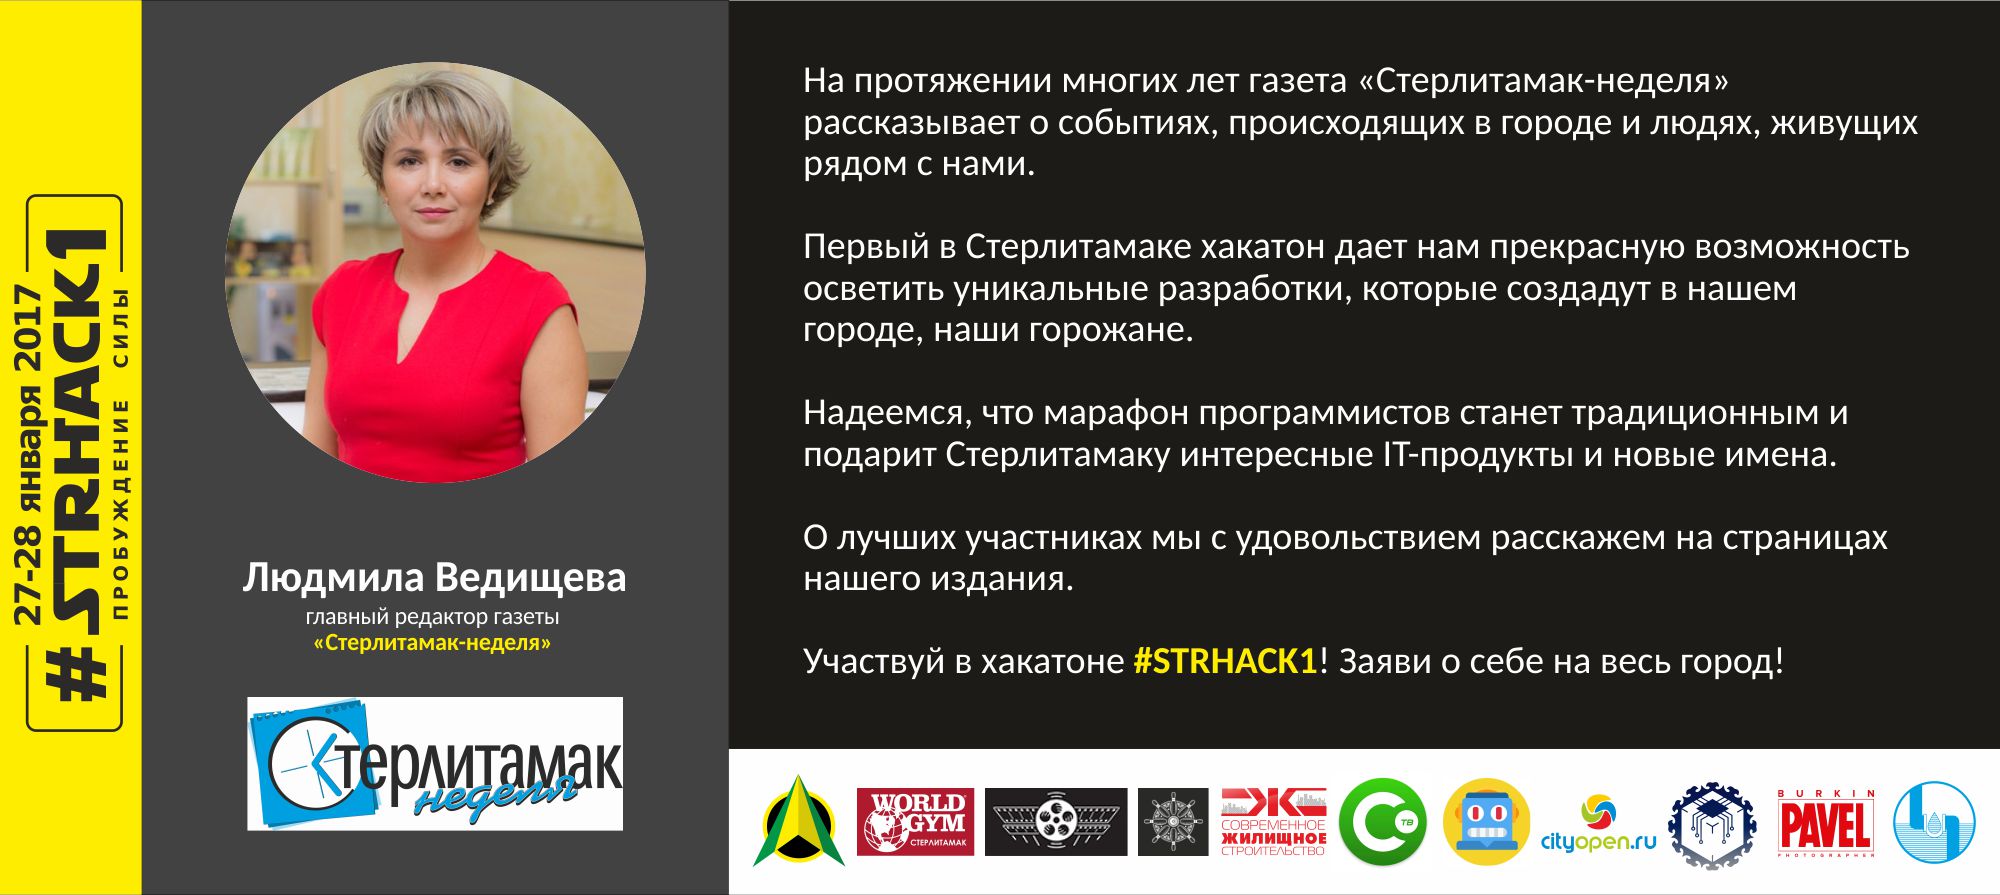 27-28 января 2017
#STRHACK1
ПРОБУЖДЕНИЕ СИЛЫ
Людмила Ведищева
главный редактор газеты
«Стерлитамак-неделя»
Стерлитамак
неделя
На протяжении многих лет газета «Стерлитамак-неделя»
рассказывает о событиях, происходящих в городе и людях, живущих
рядом с нами.
Первый в Стерлитамаке хакатон дает нам прекрасную возможность
осветить уникальные разработки, которые создадут в нашем
городе, наши горожане.
Надеемся, что марафон программистов станет традиционным и
подарит Стерлитамаку интересные IT-продукты и новые имена.
О лучших участниках мы с удовольствием расскажем на страницах
нашего издания.
Участвуй в хакатоне #STRHACK1! Заяви о себе на весь город!
WORLD
GYM
СТЕРЛИТАМАК
СОВРЕМЕННОЕ
ЖИЛИЩНОЕ
СТРОИТЕЛЬСТВО
С ТВ
cityopen.ru
BURKIN
PAVEL
PHOTOGRAPHER